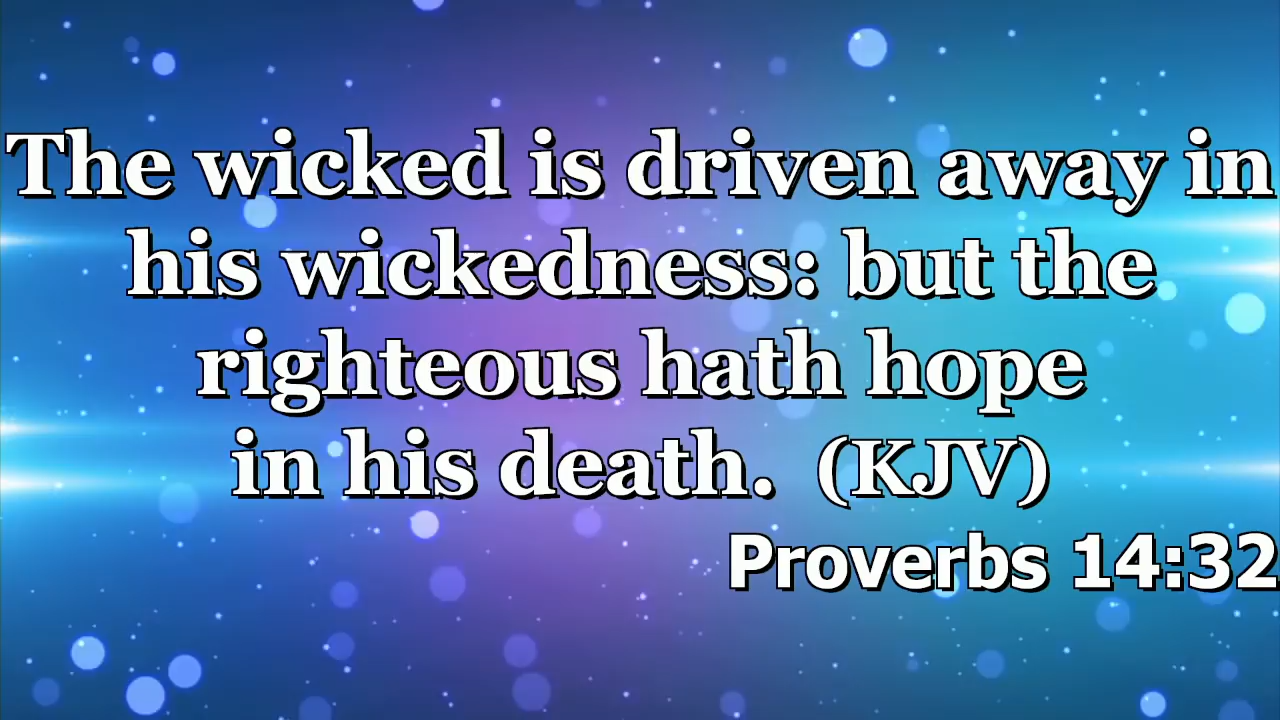 The wicked is driven away in
his wickedness: but the
righteous hath hope
in his death.  (KJV)
Proverbs 14:32